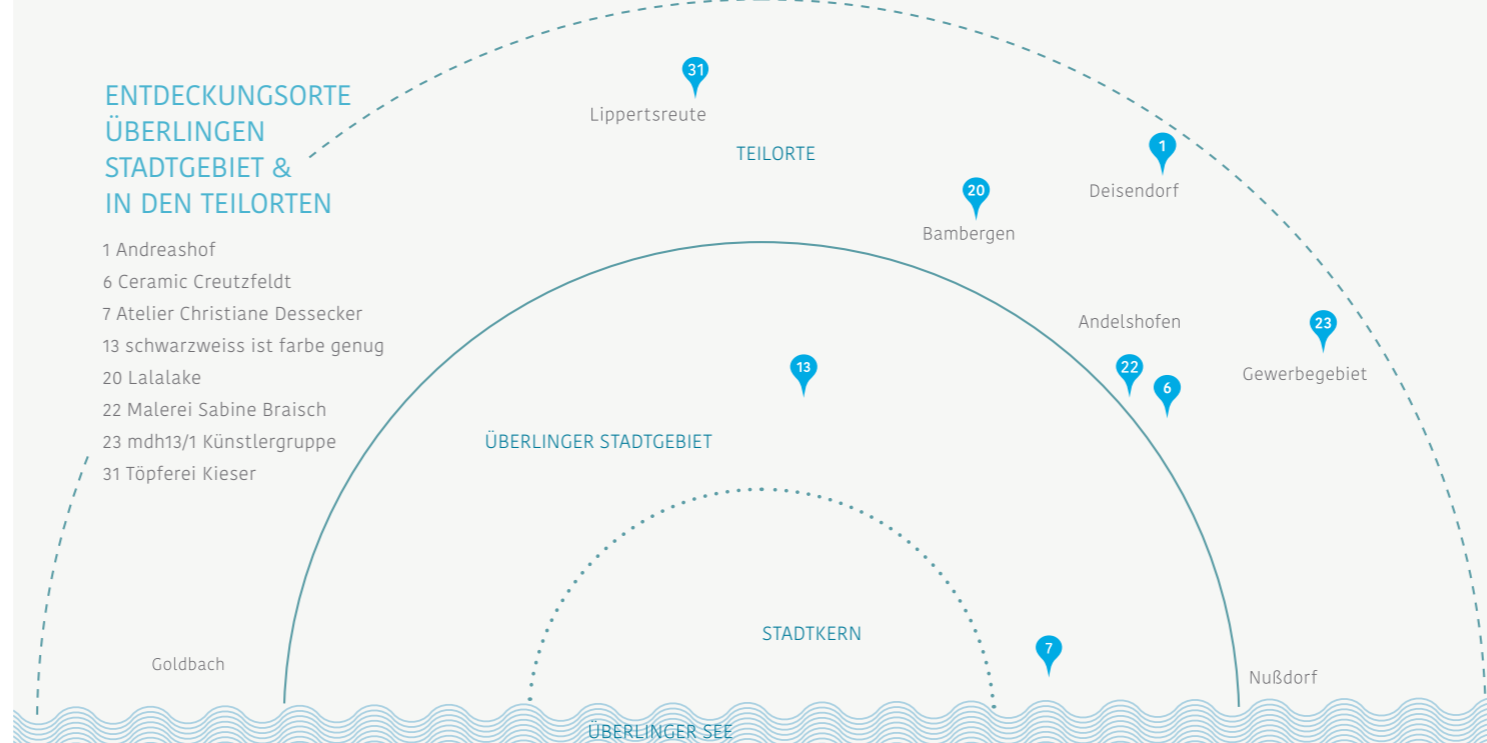 ENTDECKUNGSORTE
ÜBERLINGEN
STADTGEBIET &
IN DEN TEILORTEN
1 Andreashof
6 Ceramic Creutzfeldt
7 Atelier Christiane Dessecker
13 schwarzweiss ist farbe genug
20 Lalalake
22 Malerei Sabine Braisch
23 mdh13/1 Künstlergruppe
31 Töpferei Kieser
31
Lippertsreute
TEILORTE
1
Deisendorf
20
Bambergen
Andelshofen
23
Gewerbegebiet
22
6
13
ÜBERLINGER STADTGEBIET
STADTKERN
7
Goldbach
Nußdorf
ÜBERLINGER SEE